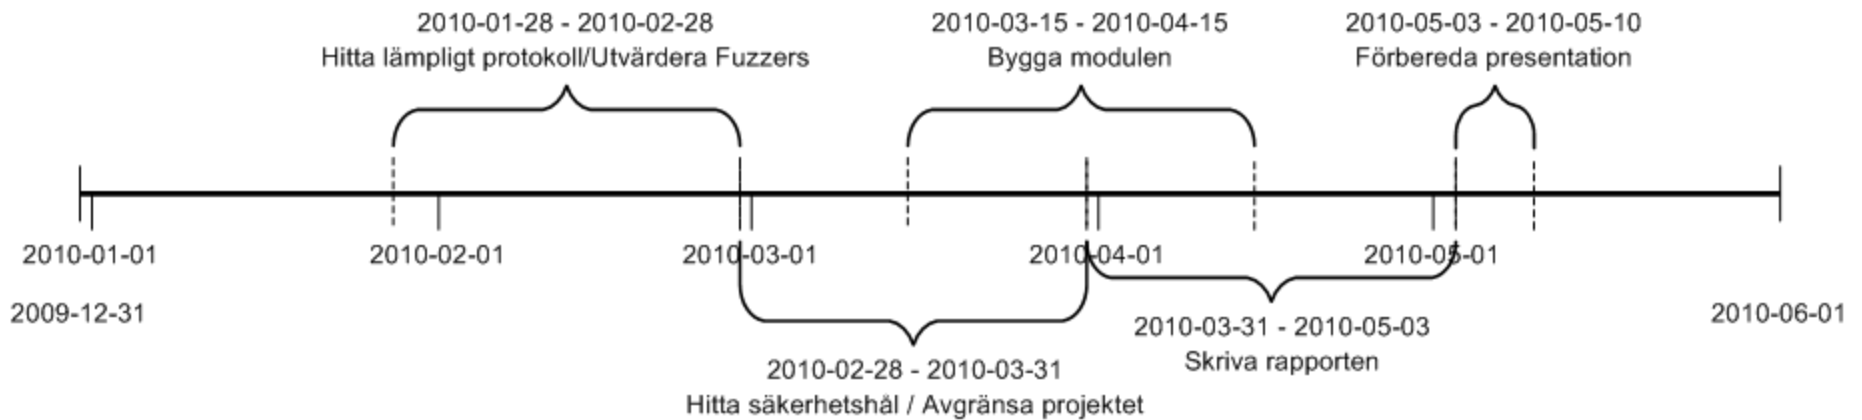 2010-01-28 - 2010-02-28
Hitta lämpligt protokoll/Utvärdera Fuzzers
2010-03-15 - 2010-04-15
Bygga modulen
2010-05-03 - 2010-05-10
Förbereda presentation
2010-01-01
2010-02-01
2010-03-01
2010-04-01
2010-05-01
2009-12-31
2010-06-01
2010-02-28 - 2010-03-31
Hitta säkerhetshål / Avgränsa projektet
2010-03-31 - 2010-05-03
Skriva rapporten